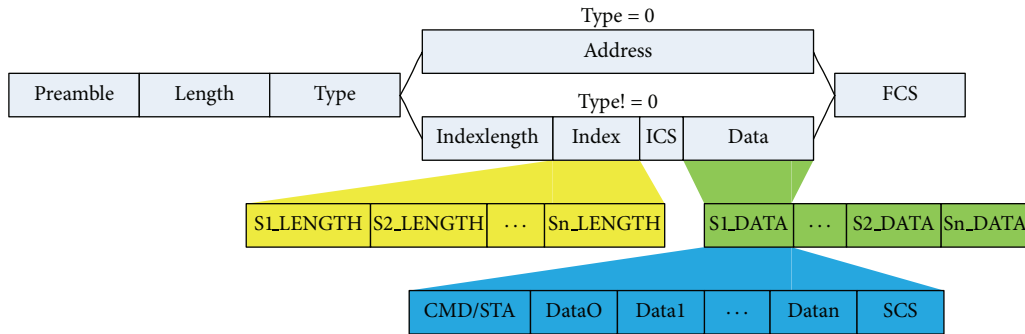 Type = 0
Address
Preamble Length Type FCS
Type! = 0
Indexlength Index ICS Data
S1_LENGTH S2_LENGTH ... Sn_LENGTH S1_DATA ... S2_DATA Sn_DATA
CMD/STA DataO Data1 ... Datan SCS